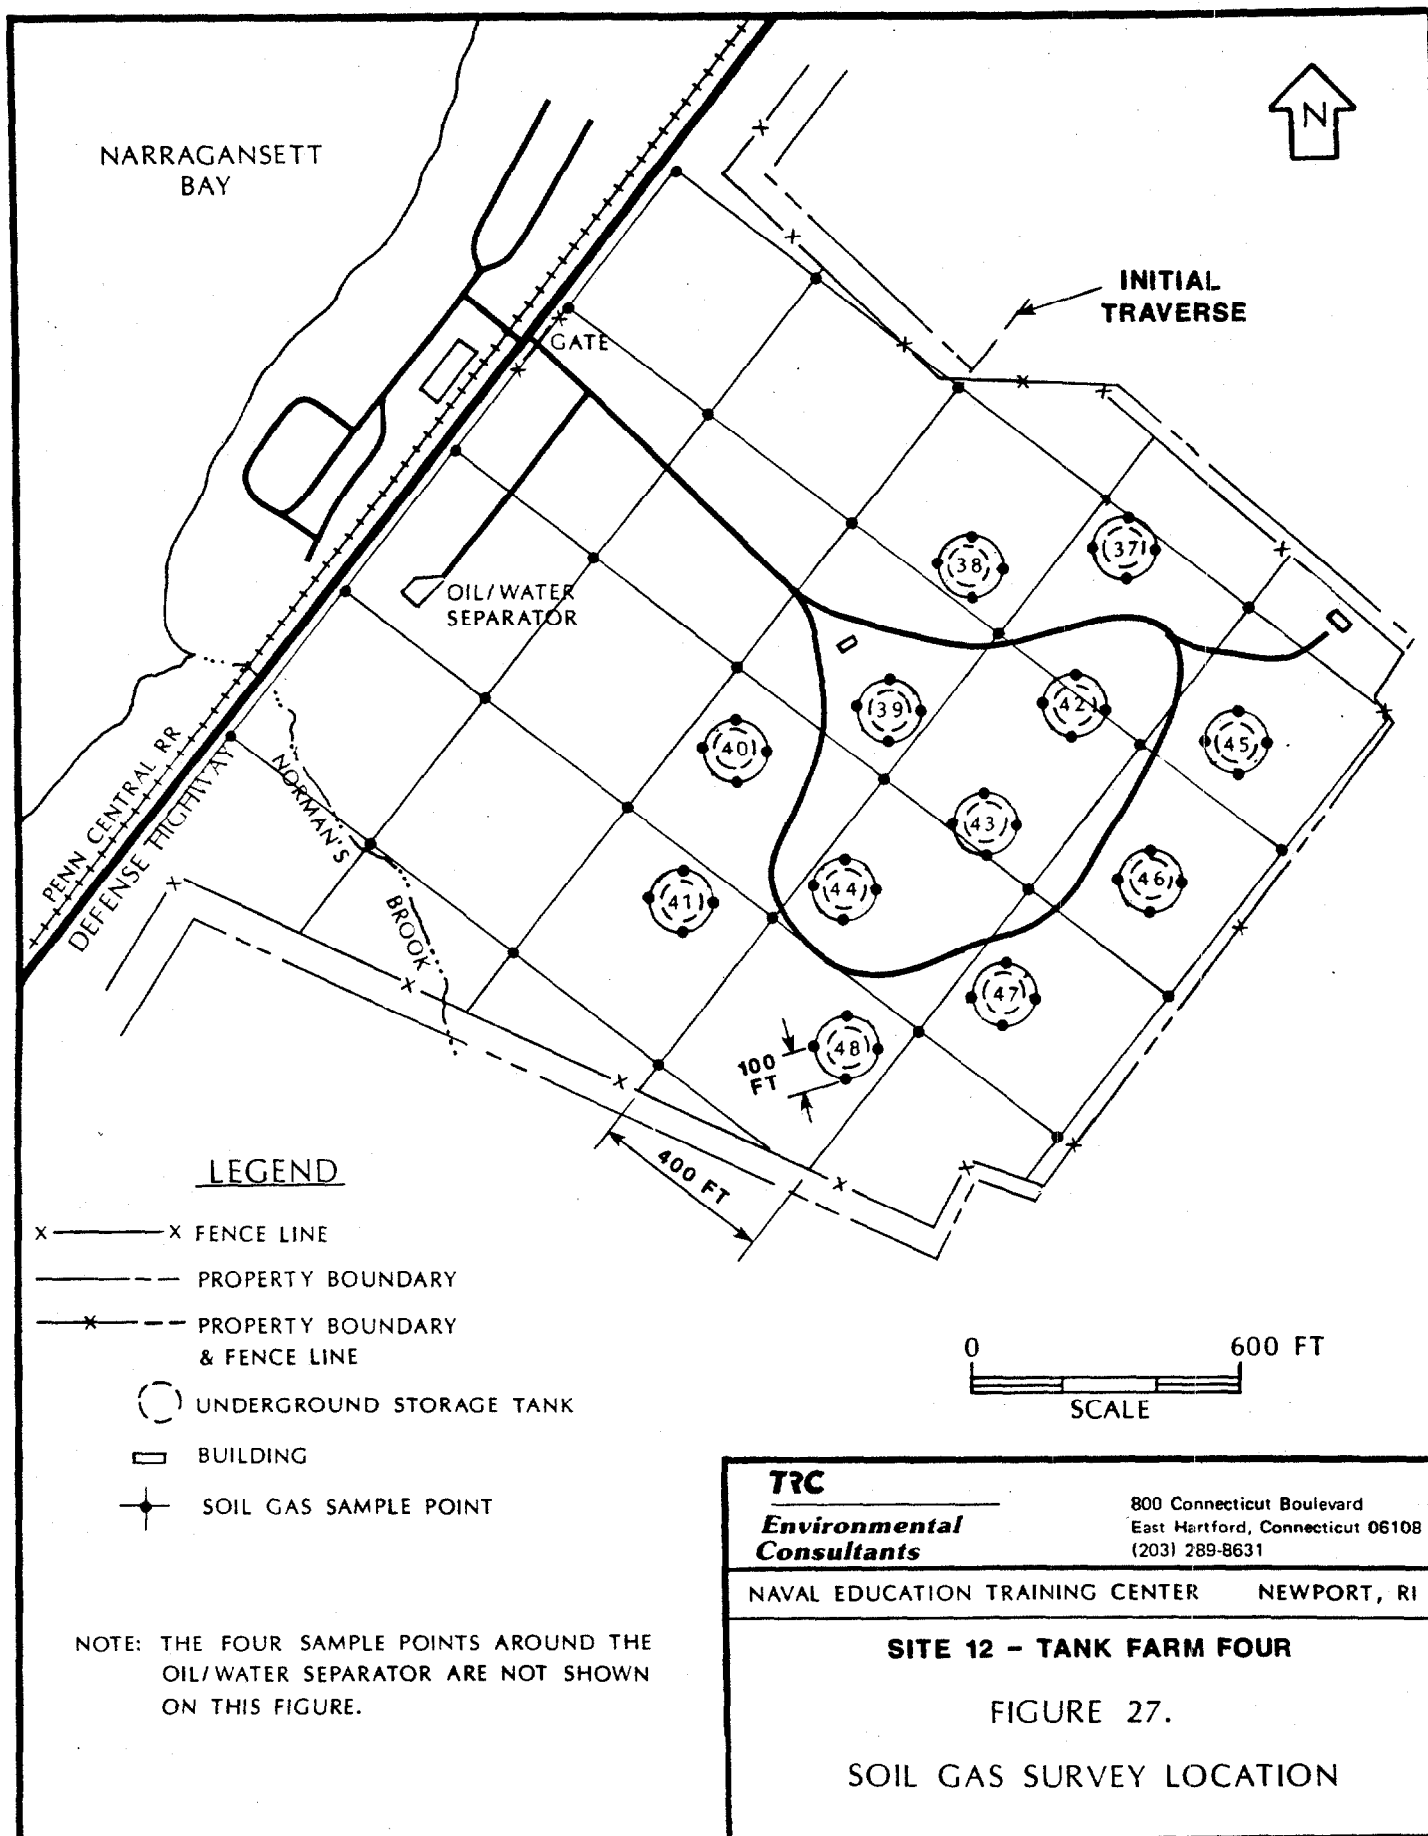 NARRAGANSETT
BAY
N
INITIAL
TRAVERSE
GATE
OIL/WATER
SEPARATOR
37
38
39
42
40
45
43
44
46
41
47
48
PENN CENTRAL RR
DEFENSE HIGHWAY
NORMAN'S
BROOK
100
FT
400 FT
LEGEND
X X FENCE LINE
PROPERTY BOUNDARY
X PROPERTY BOUNDARY
& FENCE LINE
UNDERGROUND STORAGE TANK
BUILDING
SOIL GAS SAMPLE POINT
0 600 FT
SCALE
NOTE: THE FOUR SAMPLE POINTS AROUND THE
OIL/WATER SEPARATOR ARE NOT SHOWN
ON THIS FIGURE.
TRC
Environmental
Consultants
800 Connecticut Boulevard
East Hartford, Connecticut 06108
(203) 289-8631
NAVAL EDUCATION TRAINING CENTER NEWPORT, RI
SITE 12 - TANK FARM FOUR
FIGURE 27.
SOIL GAS SURVEY LOCATION